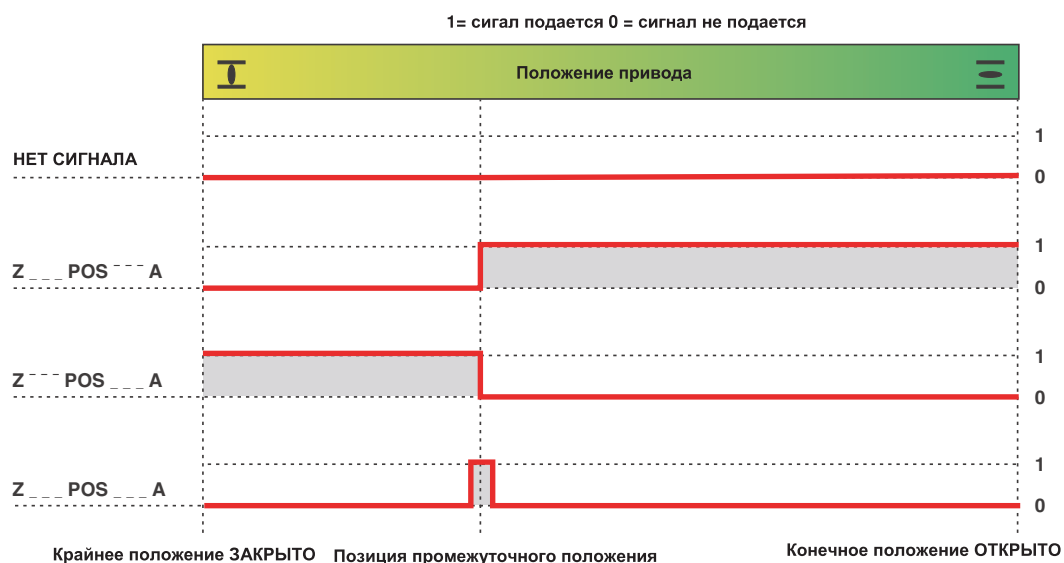 1= сигал подается 0 = сигнал не подается
Положение привода
1
НЕТ СИГНАЛА
0
1
Z _ _ _ POS ¯ ¯ ¯ A
0
1
Z ¯ ¯ ¯ POS _ _ _ A
0
1
Z _ _ _ POS _ _ _ A
0
Крайнее положение ЗАКРЫТО Позиция промежуточного положения Конечное положение ОТКРЫТО